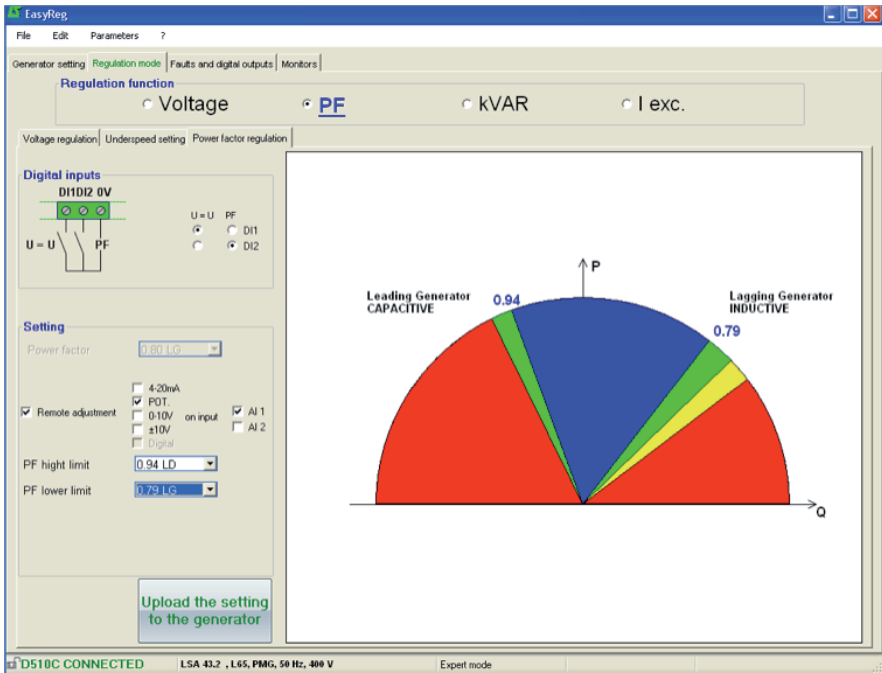 EasyReg
File Edit Parameters ?
Generator setting Regulation mode Faults and digital outputs Monitors
Regulation function
Voltage PF kVAR I exc.
Voltage regulation Underspeed setting Power factor regulation
Digital inputs
DI1DI2 0V
U = U PF
DI1
U = U PF
DI2
P
Leading Generator
CAPACITIVE
0.94
Lagging Generator
INDUCTIVE
0.79
Q
Setting
Power factor 0.80 LG
4-20mA
POT.
Remote adjustment 0-10V on input AI 1
±10V AI 2
Digital
PF hight limit 0.94 LD
PF lower limit 0.79 LG
Upload the setting
to the generator
D510C CONNECTED LSA 43.2 , L65, PMG, 50 Hz, 400 V Expert mode